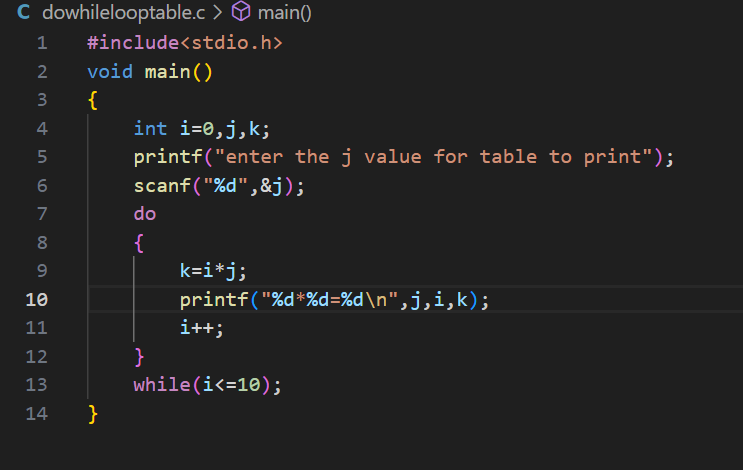 C dowhilelooptable.c > main()
1 #include<stdio.h>
2 void main()
3 {
4 int i=0,j,k;
5 printf("enter the j value for table to print");
6 scanf("%d",&j);
7 do
8 {
9 k=i*j;
10 printf("%d*%d=%d\n",j,i,k);
11 i++;
12 }
13 while(i<=10);
14 }